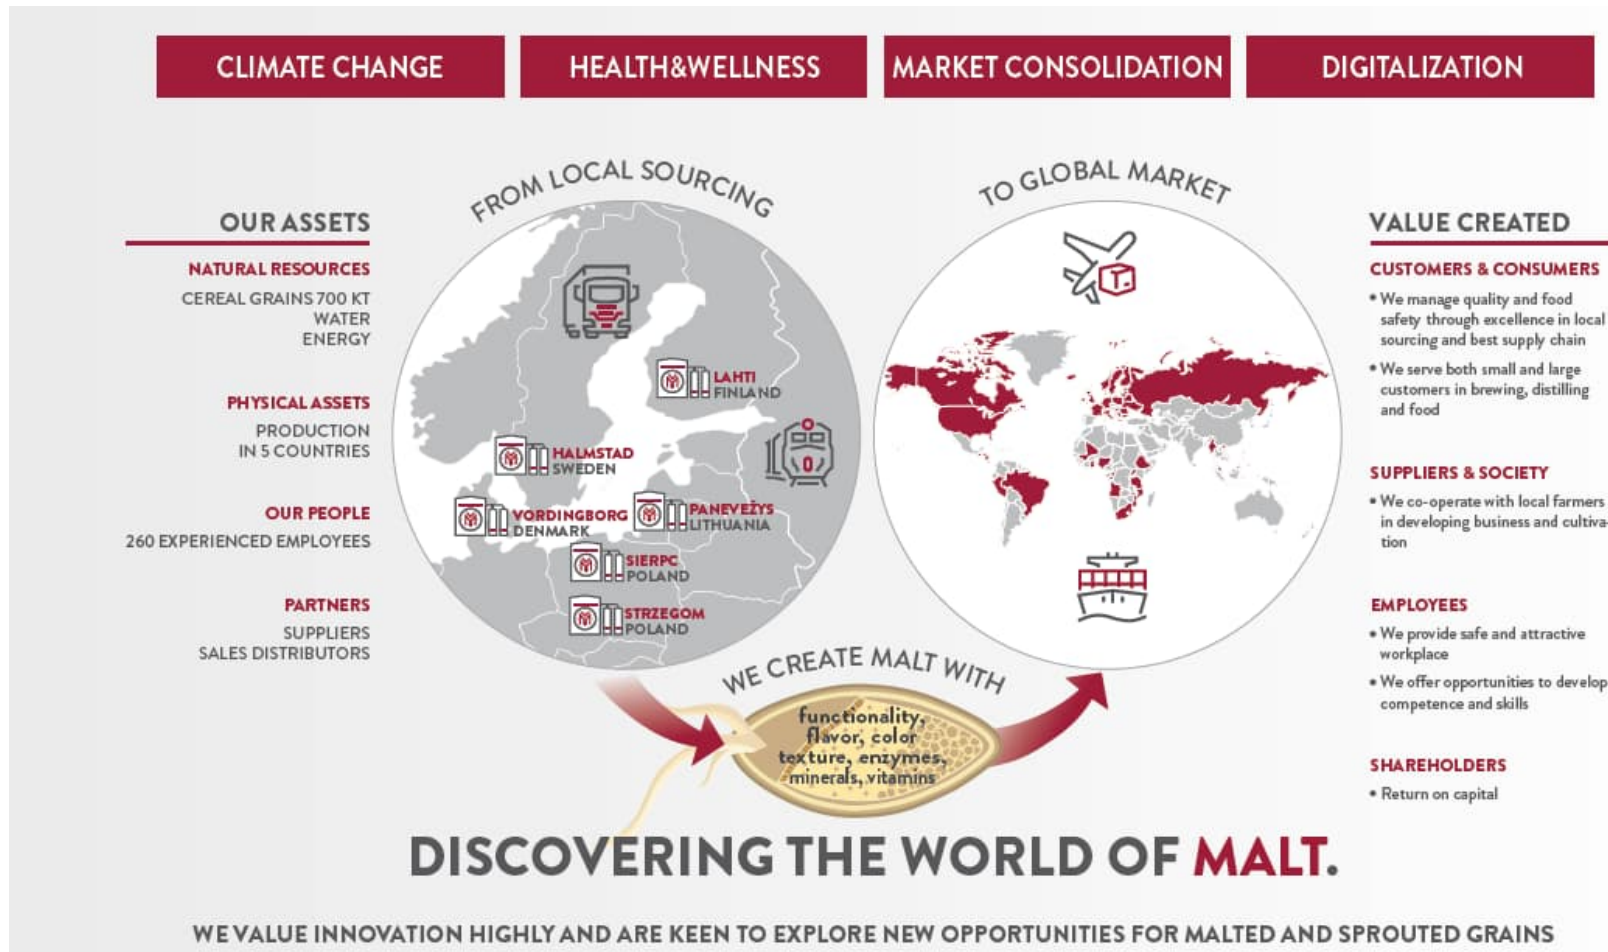 CLIMATE CHANGE
HEALTH&WELLNESS
MARKET CONSOLIDATION
DIGITALIZATION
OUR ASSETS
NATURAL RESOURCES
CEREAL GRAINS 700 KT
WATER
ENERGY
PHYSICAL ASSETS
PRODUCTION
IN 5 COUNTRIES
OUR PEOPLE
260 EXPERIENCED EMPLOYEES
PARTNERS
SUPPLIERS
SALES DISTRIBUTORS
FROM LOCAL SOURCING
LAHTI
FINLAND
HALMSTAD
SWEDEN
VORDINGBORG
DENMARK
PANEVEŽYS
LITHUANIA
SIERPC
POLAND
STRZEGOM
POLAND
WE CREATE MALT WITH
functionality,
flavor, color
texture, enzymes,
minerals, vitamins
TO GLOBAL MARKET
VALUE CREATED
CUSTOMERS & CONSUMERS
• We manage quality and food
safety through excellence in local
sourcing and best supply chain
• We serve both small and large
customers in brewing, distilling
and food
SUPPLIERS & SOCIETY
• We co-operate with local farmers
in developing business and cultiva-
tion
EMPLOYEES
• We provide safe and attractive
workplace
• We offer opportunities to develop
competence and skills
SHAREHOLDERS
• Return on capital
DISCOVERING THE WORLD OF MALT.
WE VALUE INNOVATION HIGHLY AND ARE KEEN TO EXPLORE NEW OPPORTUNITIES FOR MALTED AND SPROUTED GRAINS